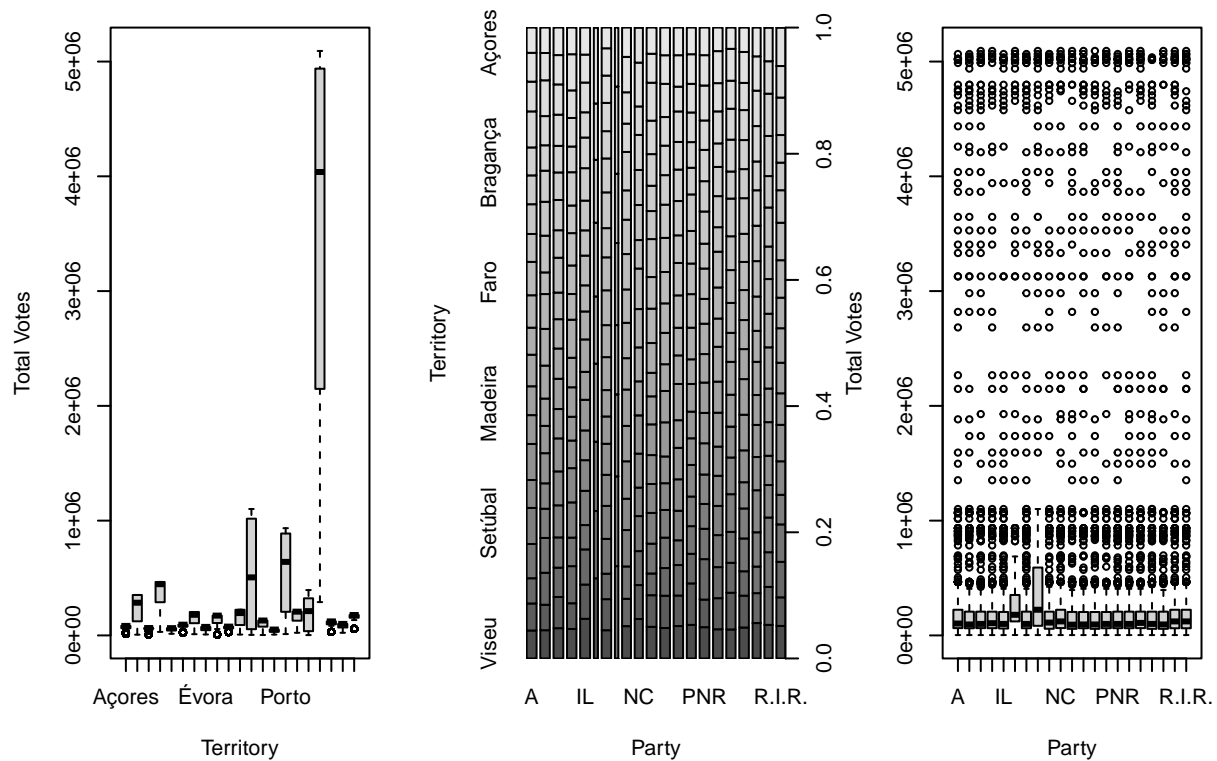 5e+06
4e+06
3e+06
2e+06
1e+06
0e+00
Total Votes
Açores
Évora
Porto
Territory
Açores
Bragança
Faro
Madeira
Setúbal
Viseu
Territory
1.0
0.8
0.6
0.4
0.2
0.0
A
IL
NC
PNR
R.I.R.
Party
5e+06
4e+06
3e+06
2e+06
1e+06
0e+00
Total Votes
A
IL
NC
PNR
R.I.R.
Party